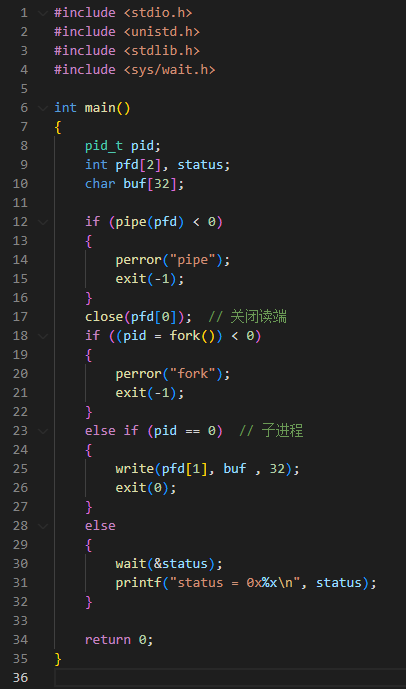 1 #include <stdio.h>
2 #include <unistd.h>
3 #include <stdlib.h>
4 #include <sys/wait.h>
5
6 int main()
7 {
8     pid_t pid;
9     int pfd[2], status;
10     char buf[32];
11
12     if (pipe(pfd) < 0)
13     {
14         perror("pipe");
15         exit(-1);
16     }
17     close(pfd[0]);  // 关闭读端
18     if ((pid = fork()) < 0)
19     {
20         perror("fork");
21         exit(-1);
22     }
23     else if (pid == 0)  // 子进程
24     {
25         write(pfd[1], buf , 32);
26         exit(0);
27     }
28     else
29     {
30         wait(&status);
31         printf("status = 0x%x\n", status);
32     }
33
34     return 0;
35 }
36